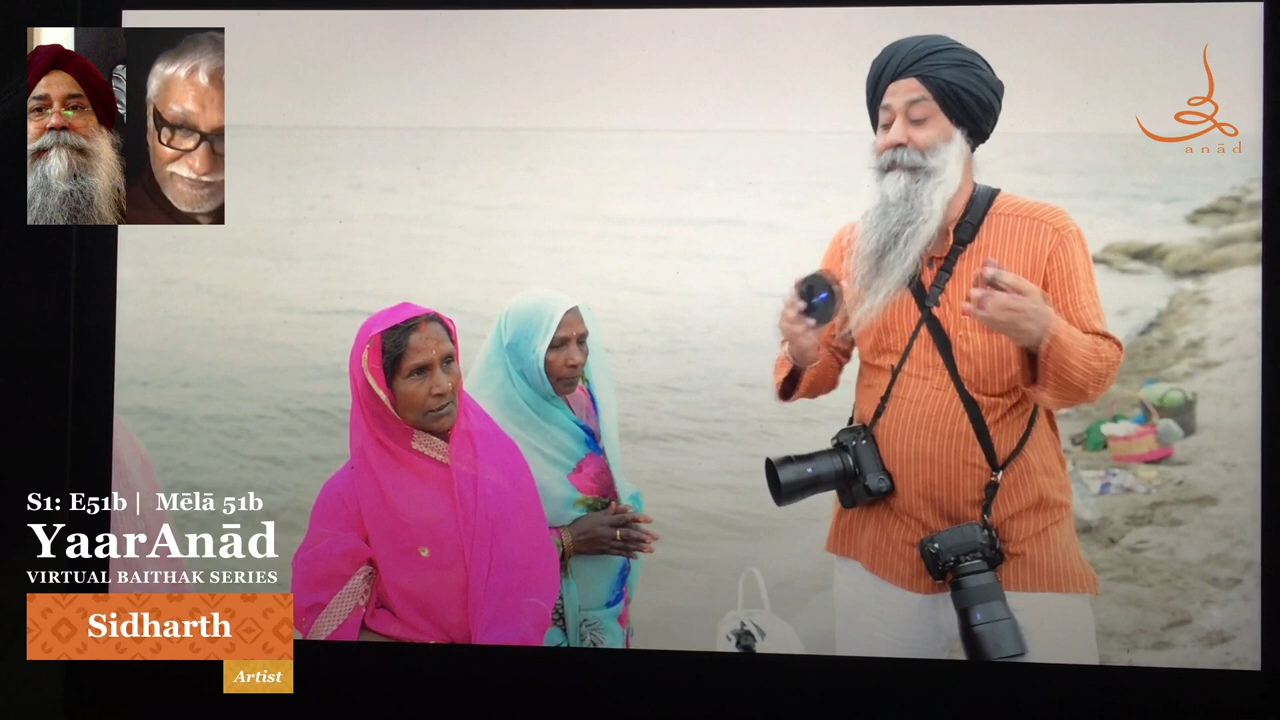 anād
S1: E51b | Mēlā 51b
YaarAnād
VIRTUAL BAITHAK SERIES
Sidharth
Artist